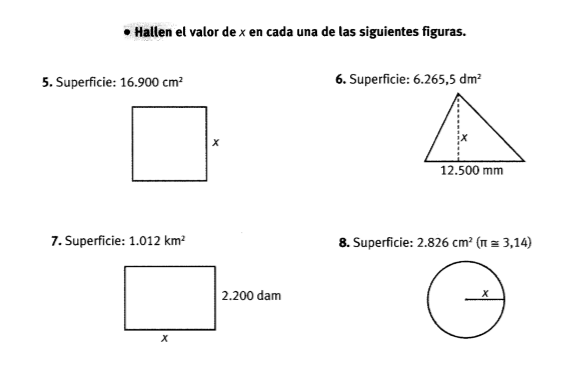 • Hallen el valor de x en cada una de las siguientes figuras.
5. Superficie: 16.900 cm²
6. Superficie: 6.265,5 dm²
x
x
12.500 mm
7. Superficie: 1.012 km²
8. Superficie: 2.826 cm² (π ≅ 3,14)
2.200 dam
x
x